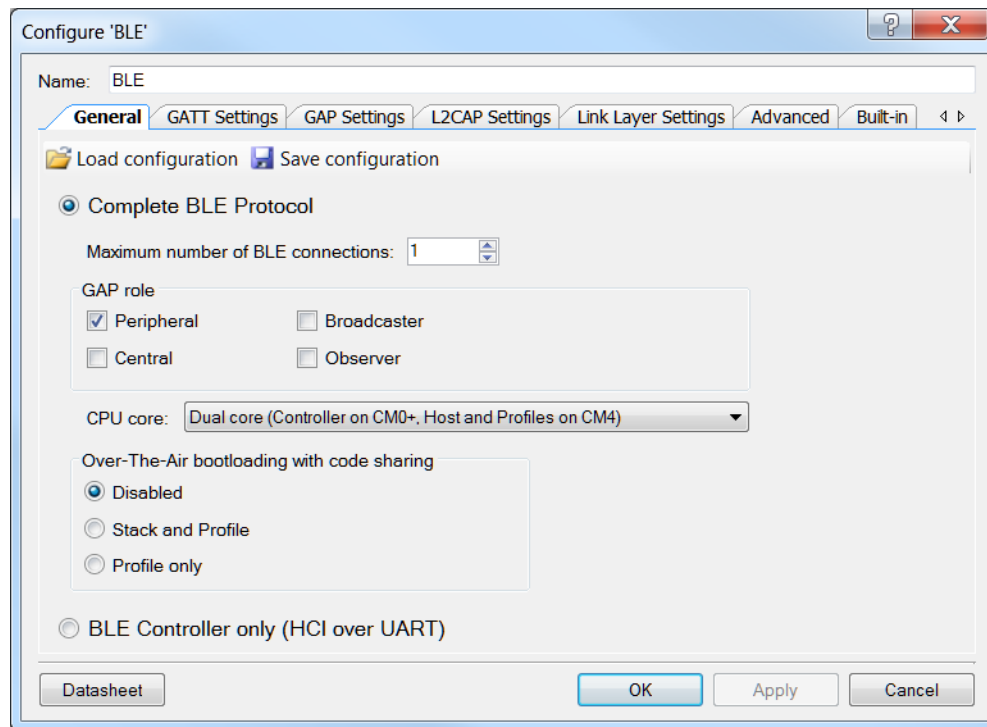 Configure 'BLE'
Name: BLE
General GATT Settings GAP Settings L2CAP Settings Link Layer Settings Advanced Built-in
Load configuration Save configuration
Complete BLE Protocol
Maximum number of BLE connections: 1
GAP role
Peripheral Broadcaster
Central Observer
CPU core: Dual core (Controller on CM0+, Host and Profiles on CM4)
Over-The-Air bootloading with code sharing
Disabled
Stack and Profile
Profile only
BLE Controller only (HCI over UART)
Datasheet OK Apply Cancel